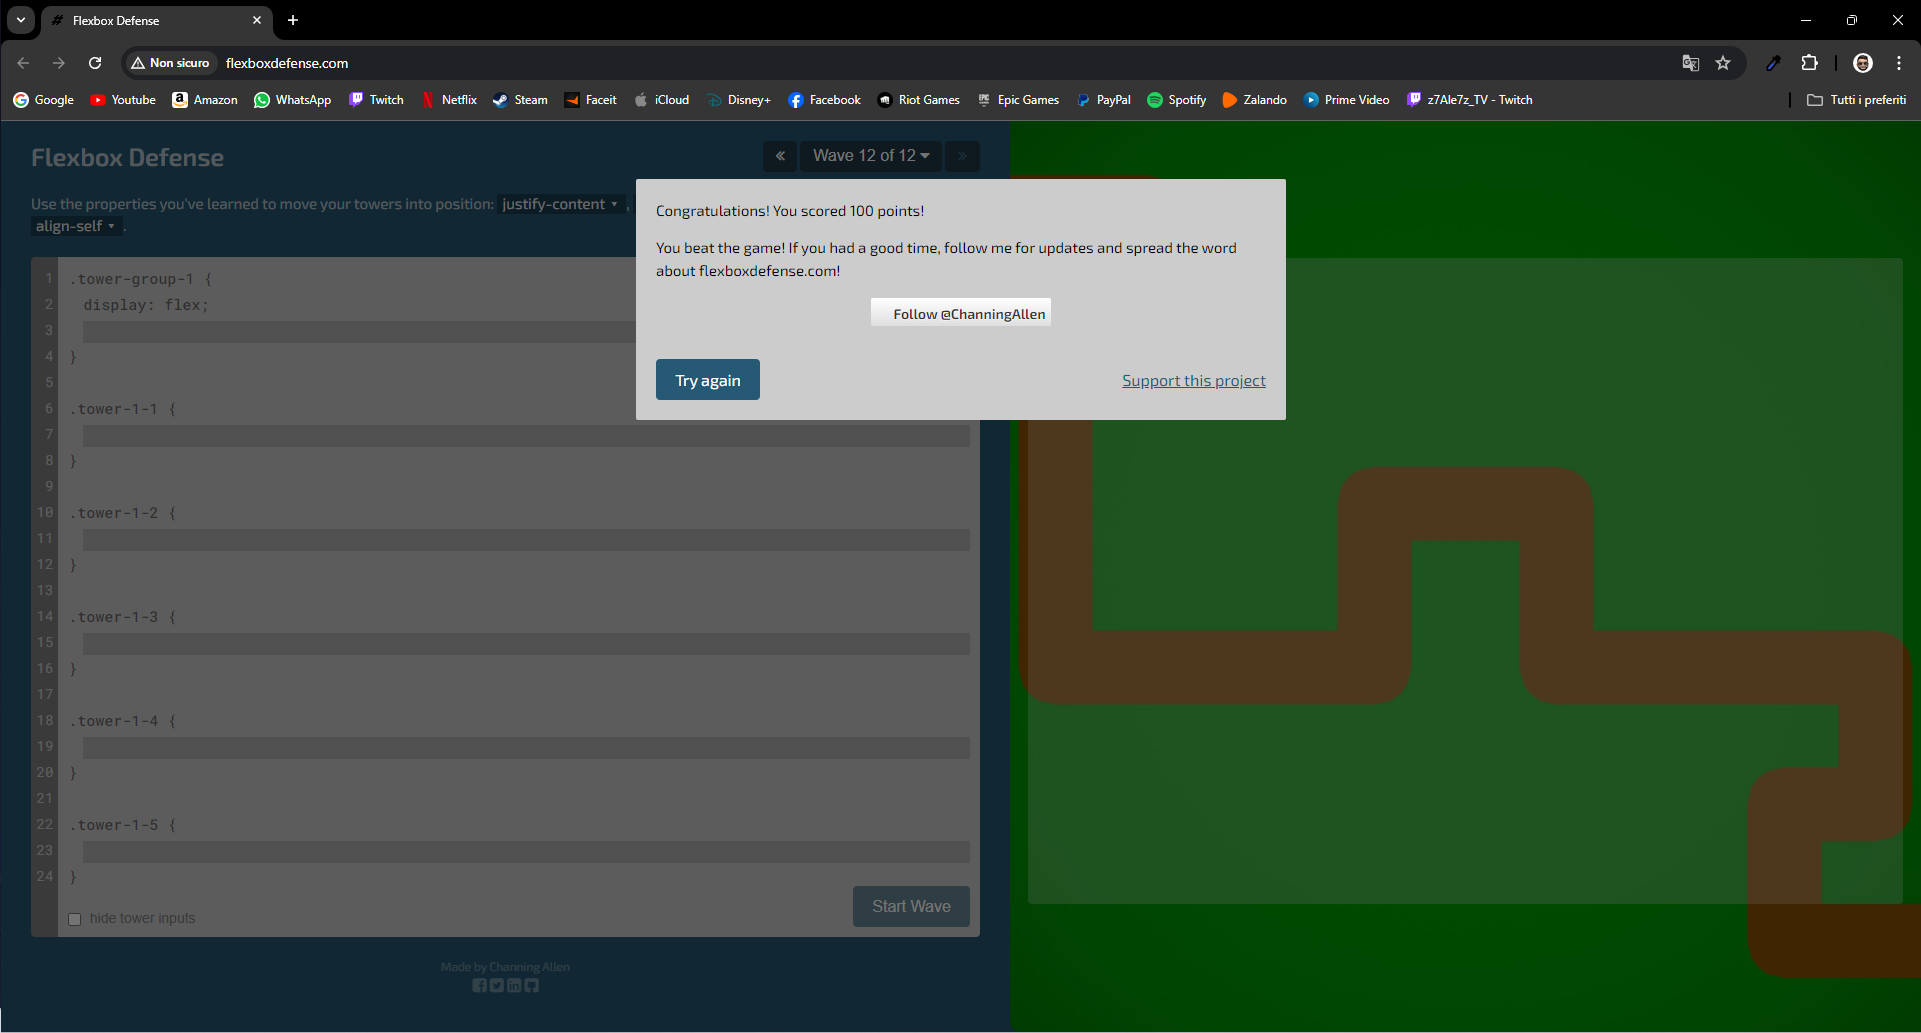 Flexbox Defense
Non sicuro
flexboxdefense.com
Google
Youtube
Amazon
WhatsApp
Twitch
Netflix
Steam
Faceit
iCloud
Disney+
Facebook
Riot Games
Epic Games
PayPal
Spotify
Zalando
Prime Video
z7Ale7z_TV - Twitch
Tutti i preferiti
Flexbox Defense
« Wave 12 of 12 »
Use the properties you've learned to move your towers into position: justify-content ,
align-self .
Congratulations! You scored 100 points!
You beat the game! If you had a good time, follow me for updates and spread the word
about flexboxdefense.com!
Follow @ChanningAllen
Try again
Support this project
1 .tower-group-1 {
2 display: flex;
3
4 }
5
6 .tower-1-1 {
7
8 }
9
10 .tower-1-2 {
11
12 }
13
14 .tower-1-3 {
15
16 }
17
18 .tower-1-4 {
19
20 }
21
22 .tower-1-5 {
23
24 }
hide tower inputs
Start Wave
Made by Channing Allen